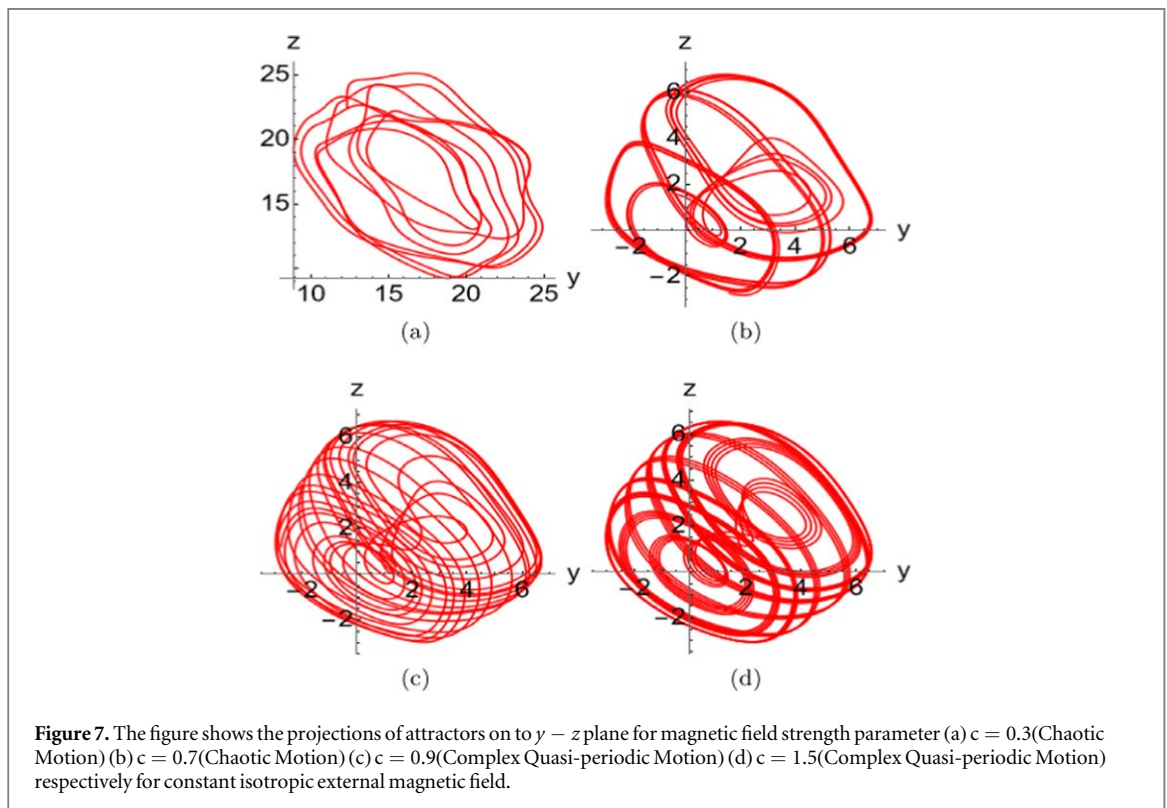 z
25
20
15
10 15 20 25 y
(a)
z
6
4
2
-2 2 4 6 y
-2
(b)
z
6
4
2
-2 2 4 6 y
-2
(c)
z
6
4
2
-2 2 4 6 y
-2
(d)
Figure 7. The figure shows the projections of attractors on to y − z plane for magnetic field strength parameter (a) c = 0.3(Chaotic
Motion) (b) c = 0.7(Chaotic Motion) (c) c = 0.9(Complex Quasi-periodic Motion) (d) c = 1.5(Complex Quasi-periodic Motion)
respectively for constant isotropic external magnetic field.